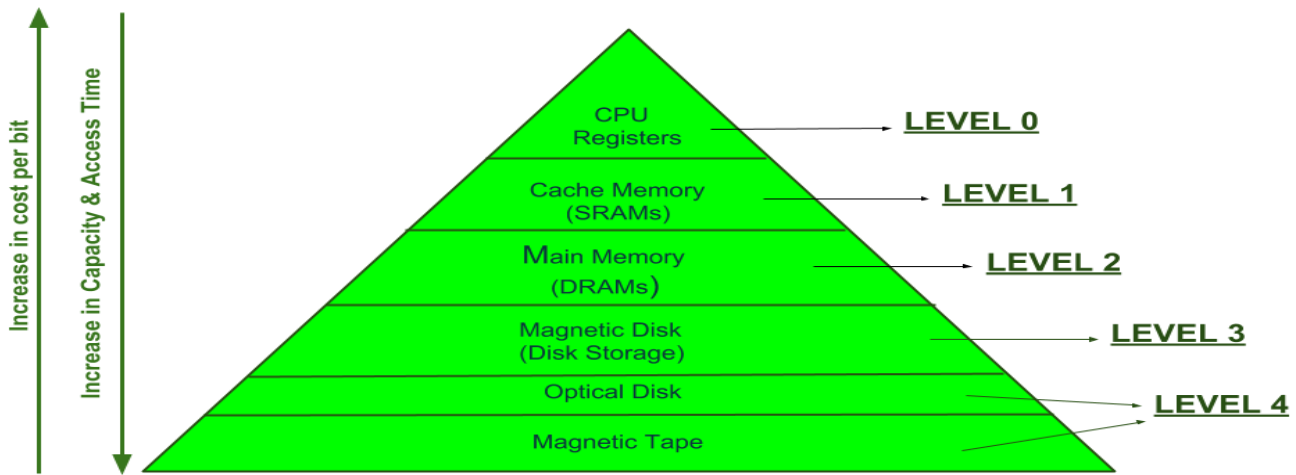 Increase in cost per bit
Increase in Capacity & Access Time
CPU
Registers
LEVEL 0
Cache Memory
(SRAMs)
LEVEL 1
Main Memory
(DRAMs)
LEVEL 2
Magnetic Disk
(Disk Storage)
LEVEL 3
Optical Disk
LEVEL 4
Magnetic Tape